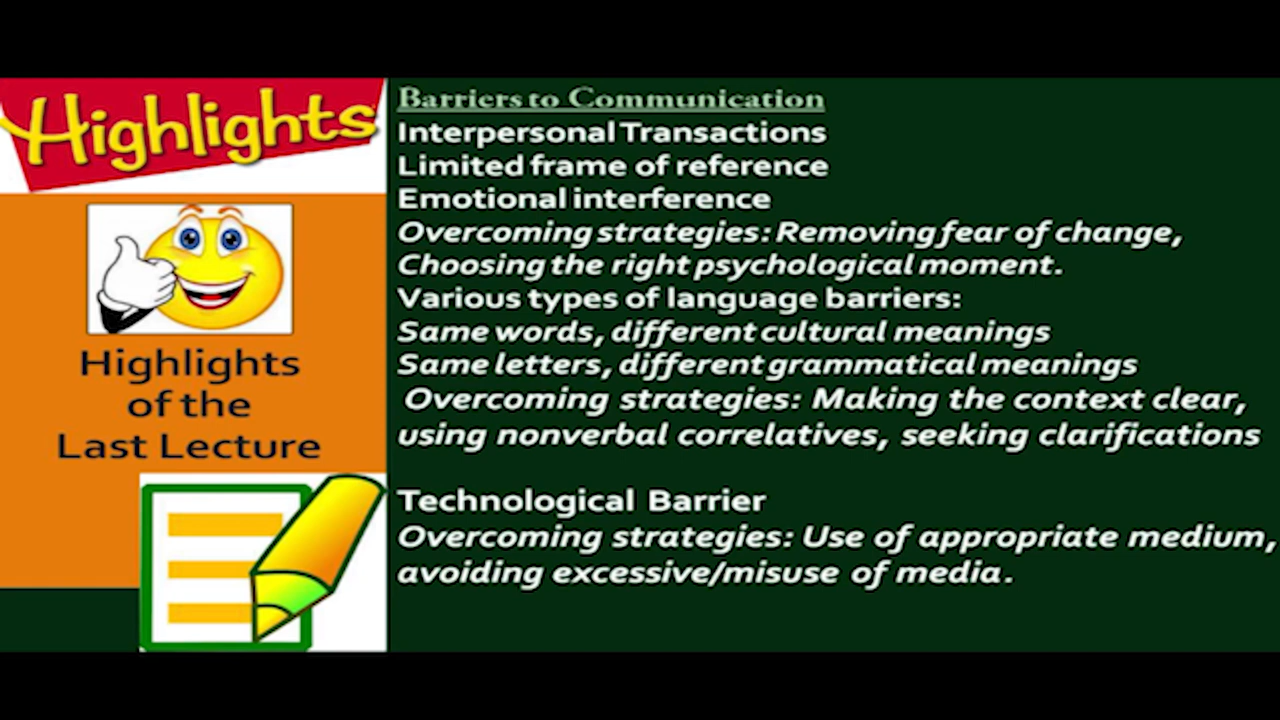 Highlights
Highlights
of the
Last Lecture
Barriers to Communication
Interpersonal Transactions
Limited frame of reference
Emotional interference
Overcoming strategies: Removing fear of change,
Choosing the right psychological moment.
Various types of language barriers:
Same words, different cultural meanings
Same letters, different grammatical meanings
Overcoming strategies: Making the context clear,
using nonverbal correlatives, seeking clarifications
Technological Barrier
Overcoming strategies: Use of appropriate medium,
avoiding excessive/misuse of media.